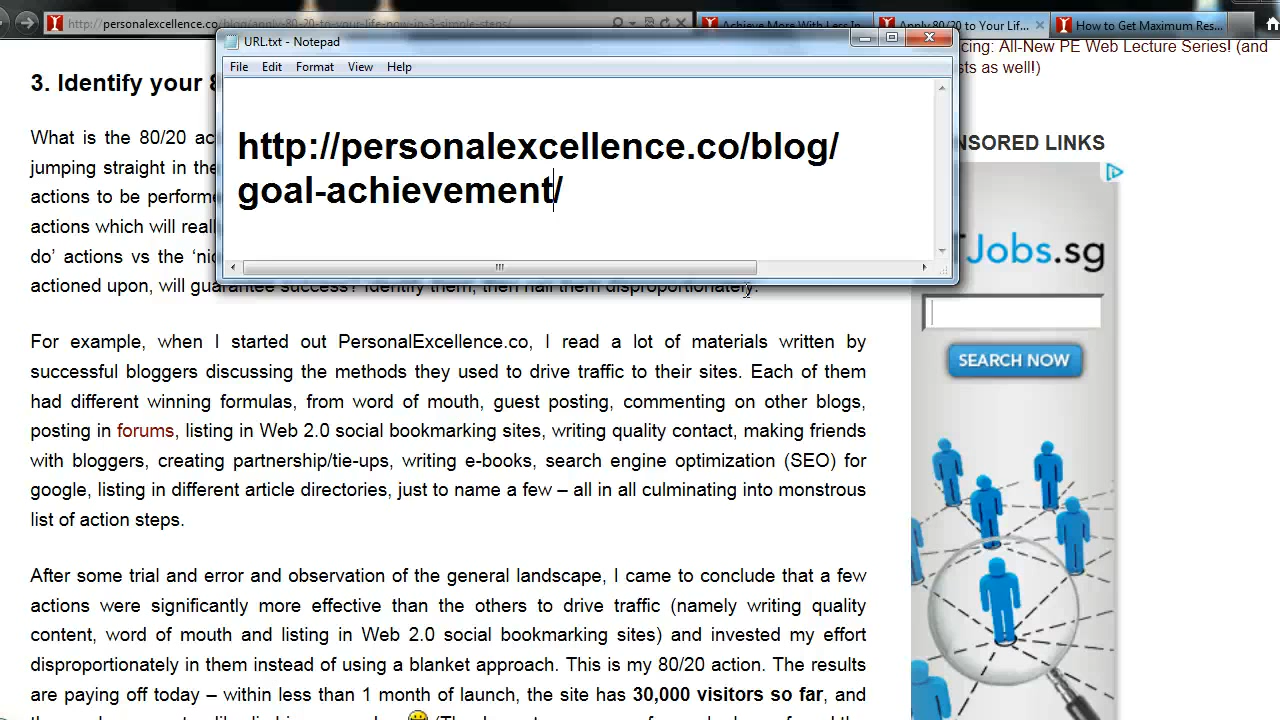 http://personalexcellence.co/blog/apply-80-20-to-your-life-now-in-3-simple-steps/
Achieve More With Less In
Apply 80/20 to Your Life...
How to Get Maximum Res...
URL.txt - Notepad
File Edit Format View Help
http://personalexcellence.co/blog/
goal-achievement/
cing: All-New PE Web Lecture Series! (and
sts as well!)
3. Identify your 8
What is the 80/20 ac
jumping straight in the
actions to be performe
actions which will reall
do’ actions vs the ‘nic
actioned upon, will guarantee success? Identify them, then nail them disproportionately.
For example, when I started out PersonalExcellence.co, I read a lot of materials written by
successful bloggers discussing the methods they used to drive traffic to their sites. Each of them
had different winning formulas, from word of mouth, guest posting, commenting on other blogs,
posting in forums, listing in Web 2.0 social bookmarking sites, writing quality contact, making friends
with bloggers, creating partnership/tie-ups, writing e-books, search engine optimization (SEO) for
google, listing in different article directories, just to name a few – all in all culminating into monstrous
list of action steps.
After some trial and error and observation of the general landscape, I came to conclude that a few
actions were significantly more effective than the others to drive traffic (namely writing quality
content, word of mouth and listing in Web 2.0 social bookmarking sites) and invested my effort
disproportionately in them instead of using a blanket approach. This is my 80/20 action. The results
are paying off today – within less than 1 month of launch, the site has 30,000 visitors so far, and
NSORED LINKS
Jobs.sg
SEARCH NOW